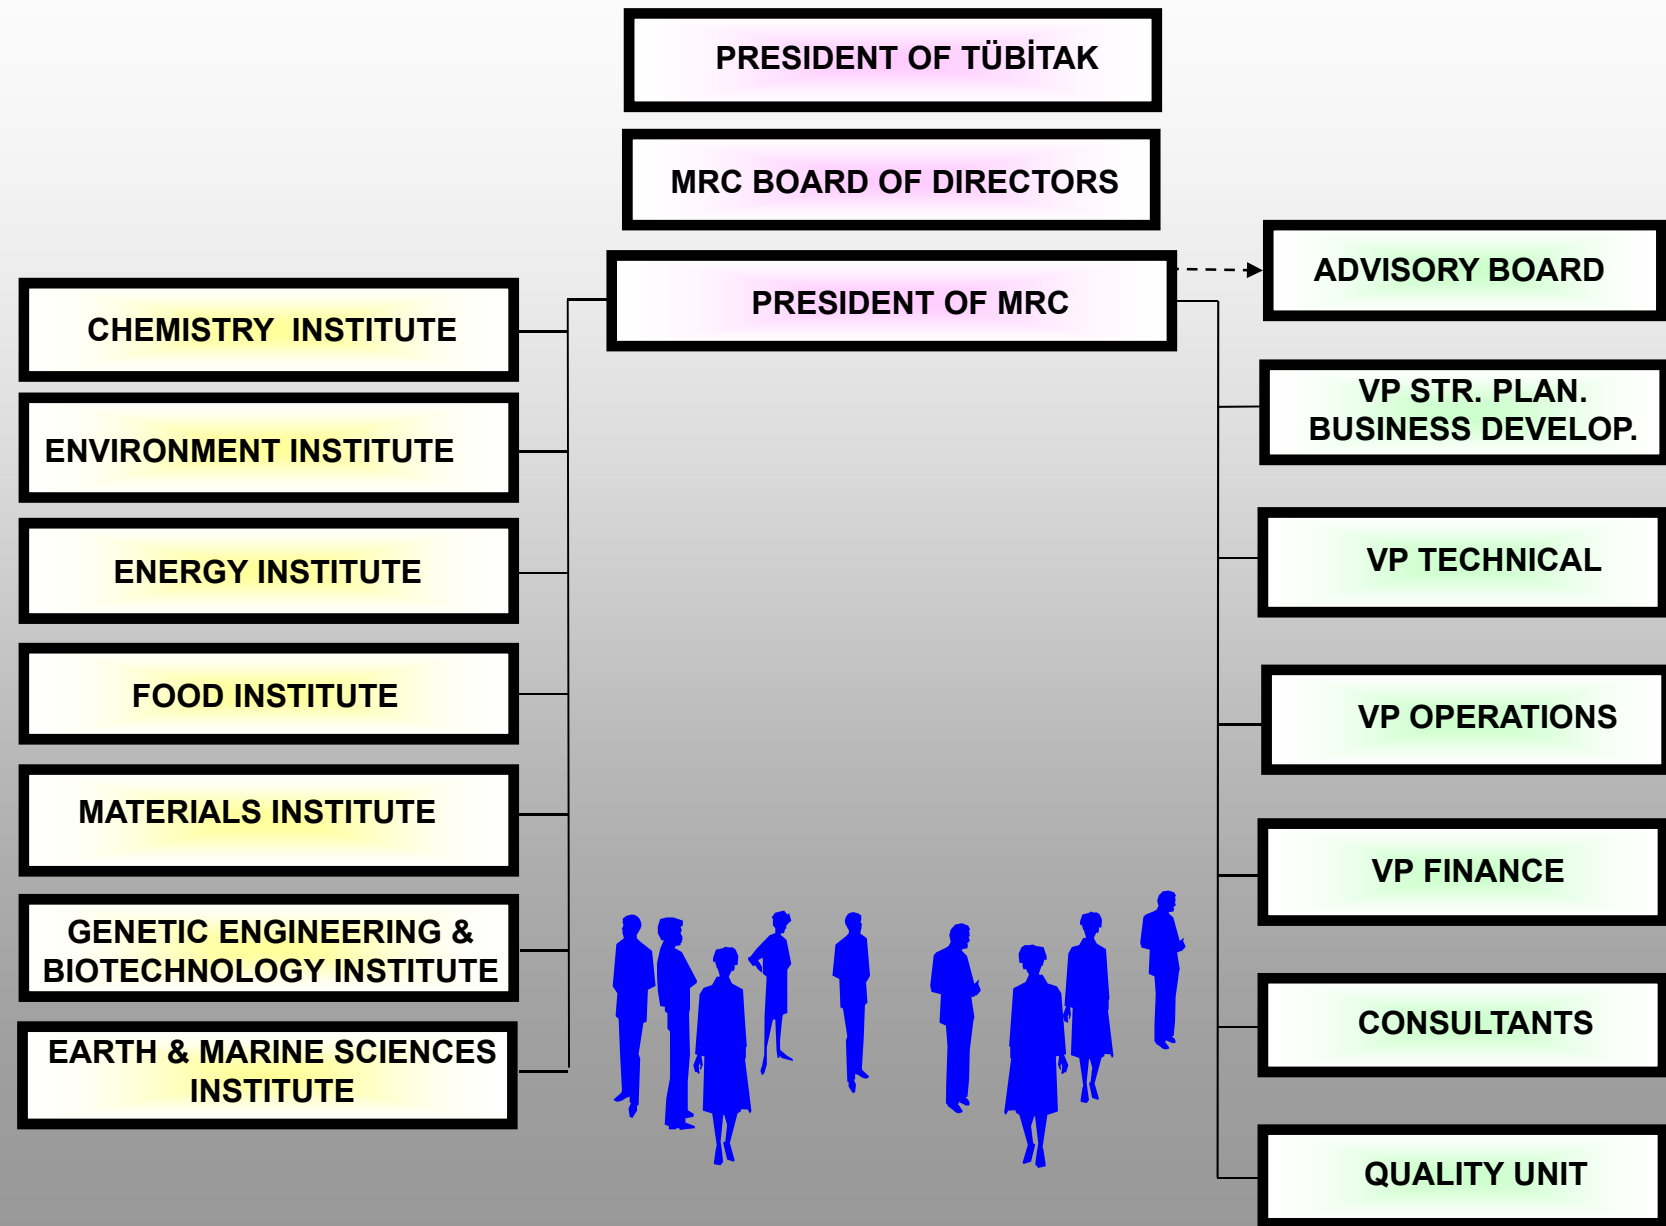 PRESIDENT OF TÜBİTAK
MRC BOARD OF DIRECTORS
PRESIDENT OF MRC
CHEMISTRY INSTITUTE
ENVIRONMENT INSTITUTE
ENERGY INSTITUTE
FOOD INSTITUTE
MATERIALS INSTITUTE
GENETIC ENGINEERING &
BIOTECHNOLOGY INSTITUTE
EARTH & MARINE SCIENCES
INSTITUTE
ADVISORY BOARD
VP STR. PLAN.
BUSINESS DEVELOP.
VP TECHNICAL
VP OPERATIONS
VP FINANCE
CONSULTANTS
QUALITY UNIT